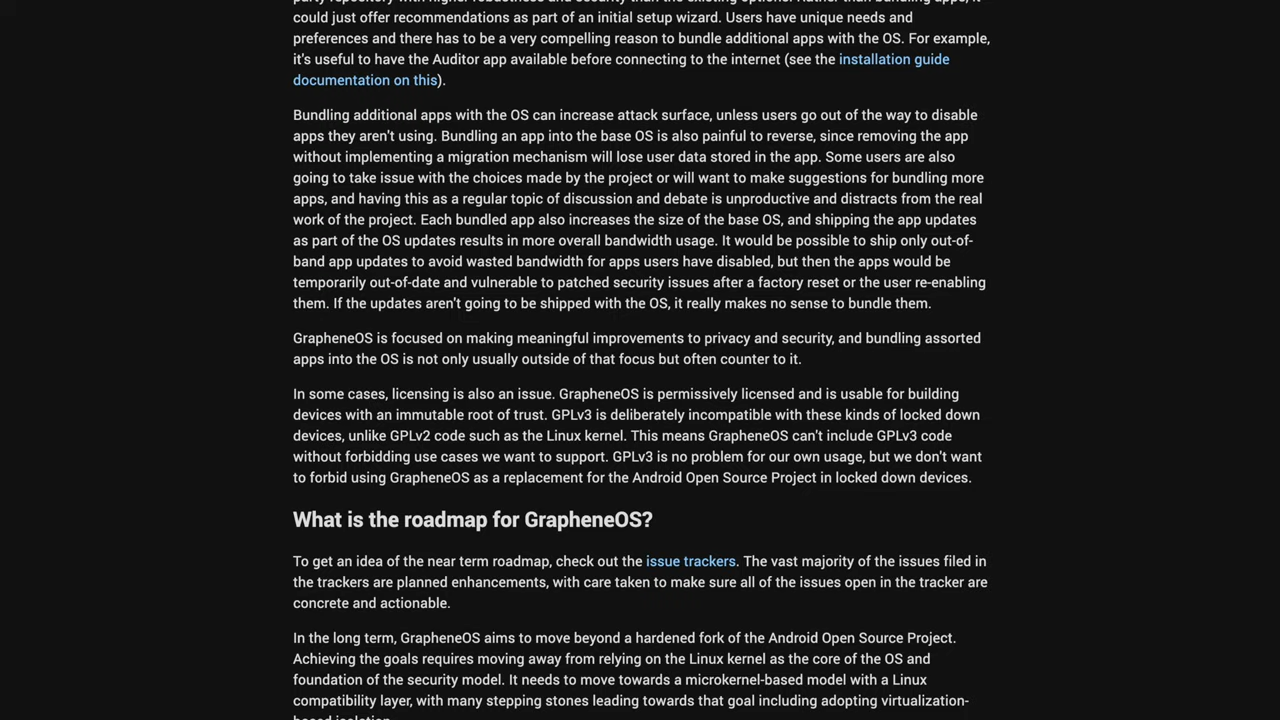 could just offer recommendations as part of an initial setup wizard. Users have unique needs and
preferences and there has to be a very compelling reason to bundle additional apps with the OS. For example,
it's useful to have the Auditor app available before connecting to the internet (see the installation guide
documentation on this).
Bundling additional apps with the OS can increase attack surface, unless users go out of the way to disable
apps they aren't using. Bundling an app into the base OS is also painful to reverse, since removing the app
without implementing a migration mechanism will lose user data stored in the app. Some users are also
going to take issue with the choices made by the project or will want to make suggestions for bundling more
apps, and having this as a regular topic of discussion and debate is unproductive and distracts from the real
work of the project. Each bundled app also increases the size of the base OS, and shipping the app updates
as part of the OS updates results in more overall bandwidth usage. It would be possible to ship only out-of-
band app updates to avoid wasted bandwidth for apps users have disabled, but then the apps would be
temporarily out-of-date and vulnerable to patched security issues after a factory reset or the user re-enabling
them. If the updates aren't going to be shipped with the OS, it really makes no sense to bundle them.
GrapheneOS is focused on making meaningful improvements to privacy and security, and bundling assorted
apps into the OS is not only usually outside of that focus but often counter to it.
In some cases, licensing is also an issue. GrapheneOS is permissively licensed and is usable for building
devices with an immutable root of trust. GPLv3 is deliberately incompatible with these kinds of locked down
devices, unlike GPLv2 code such as the Linux kernel. This means GrapheneOS can't include GPLv3 code
without forbidding use cases we want to support. GPLv3 is no problem for our own usage, but we don't want
to forbid using GrapheneOS as a replacement for the Android Open Source Project in locked down devices.
What is the roadmap for GrapheneOS?
To get an idea of the near term roadmap, check out the issue trackers. The vast majority of the issues filed in
the trackers are planned enhancements, with care taken to make sure all of the issues open in the tracker are
concrete and actionable.
In the long term, GrapheneOS aims to move beyond a hardened fork of the Android Open Source Project.
Achieving the goals requires moving away from relying on the Linux kernel as the core of the OS and
foundation of the security model. It needs to move towards a microkernel-based model with a Linux
compatibility layer, with many stepping stones leading towards that goal including adopting virtualization-